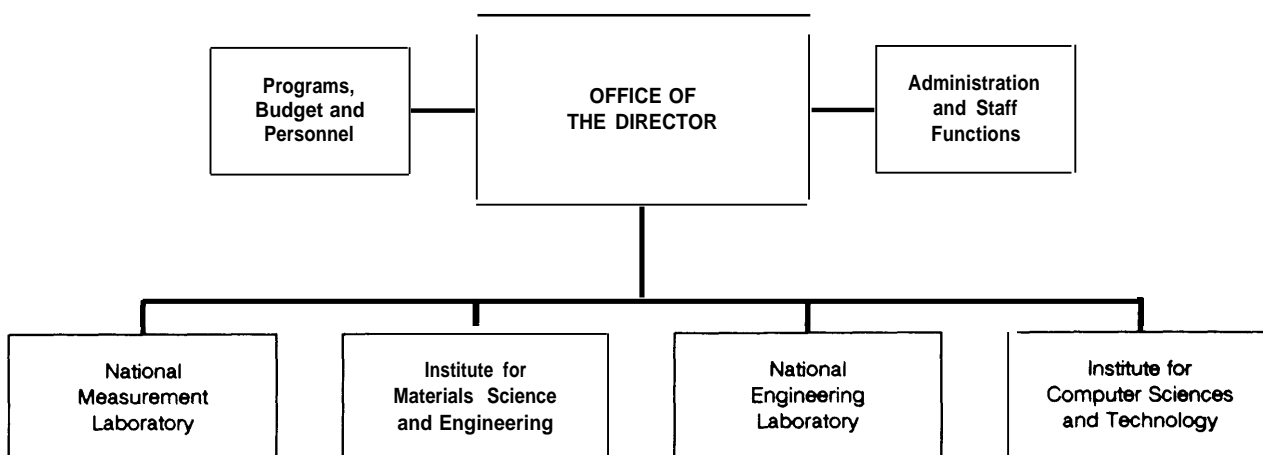 Programs,
Budget and
Personnel
OFFICE OF
THE DIRECTOR
Administration
and Staff
Functions
National
Measurement
Laboratory
Institute for
Materials Science
and Engineering
National
Engineering
Laboratory
Institute for
Computer Sciences
and Technology